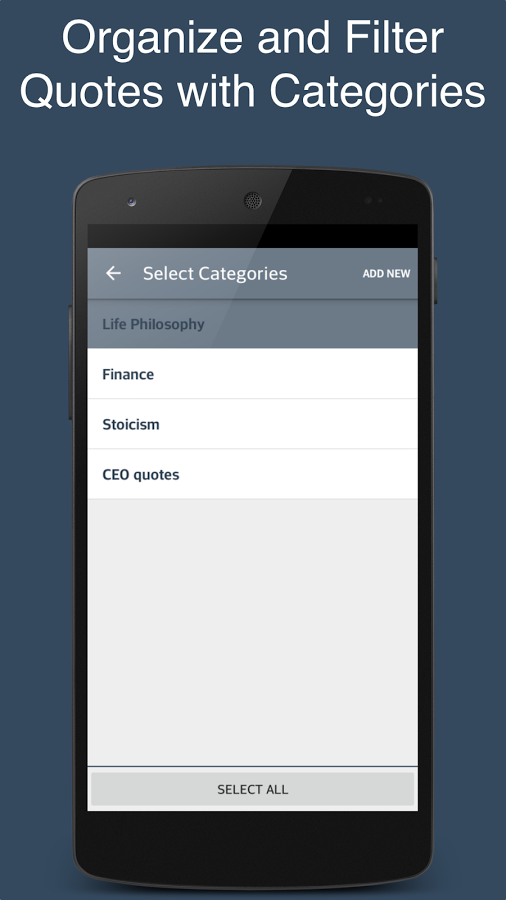 Organize and Filter
Quotes with Categories
Select Categories
ADD NEW
Life Philosophy
Finance
Stoicism
CEO quotes
SELECT ALL